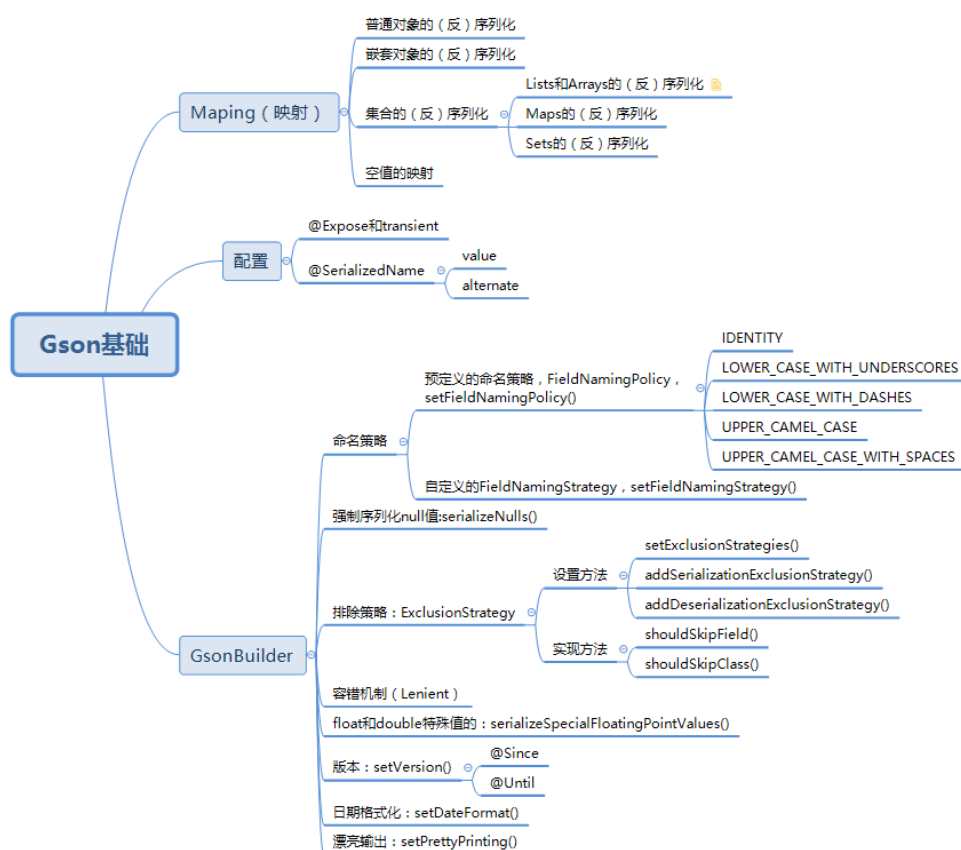 Gson基础
Maping（映射）
普通对象的（反）序列化
嵌套对象的（反）序列化
集合的（反）序列化
Lists和Arrays的（反）序列化
Maps的（反）序列化
Sets的（反）序列化
空值的映射
配置
@Expose和transient
@SerializedName
value
alternate
GsonBuilder
命名策略
预定义的命名策略，FieldNamingPolicy，
setFieldNamingPolicy()
IDENTITY
LOWER_CASE_WITH_UNDERSCORES
LOWER_CASE_WITH_DASHES
UPPER_CAMEL_CASE
UPPER_CAMEL_CASE_WITH_SPACES
自定义的FieldNamingStrategy，setFieldNamingStrategy()
强制序列化null值:serializeNulls()
排除策略：ExclusionStrategy
设置方法
setExclusionStrategies()
addSerializationExclusionStrategy()
addDeserializationExclusionStrategy()
实现方法
shouldSkipField()
shouldSkipClass()
容错机制（Lenient）
float和double特殊值的：serializeSpecialFloatingPointValues()
版本：setVersion()
@Since
@Until
日期格式化：setDateFormat()
漂亮输出：setPrettyPrinting()